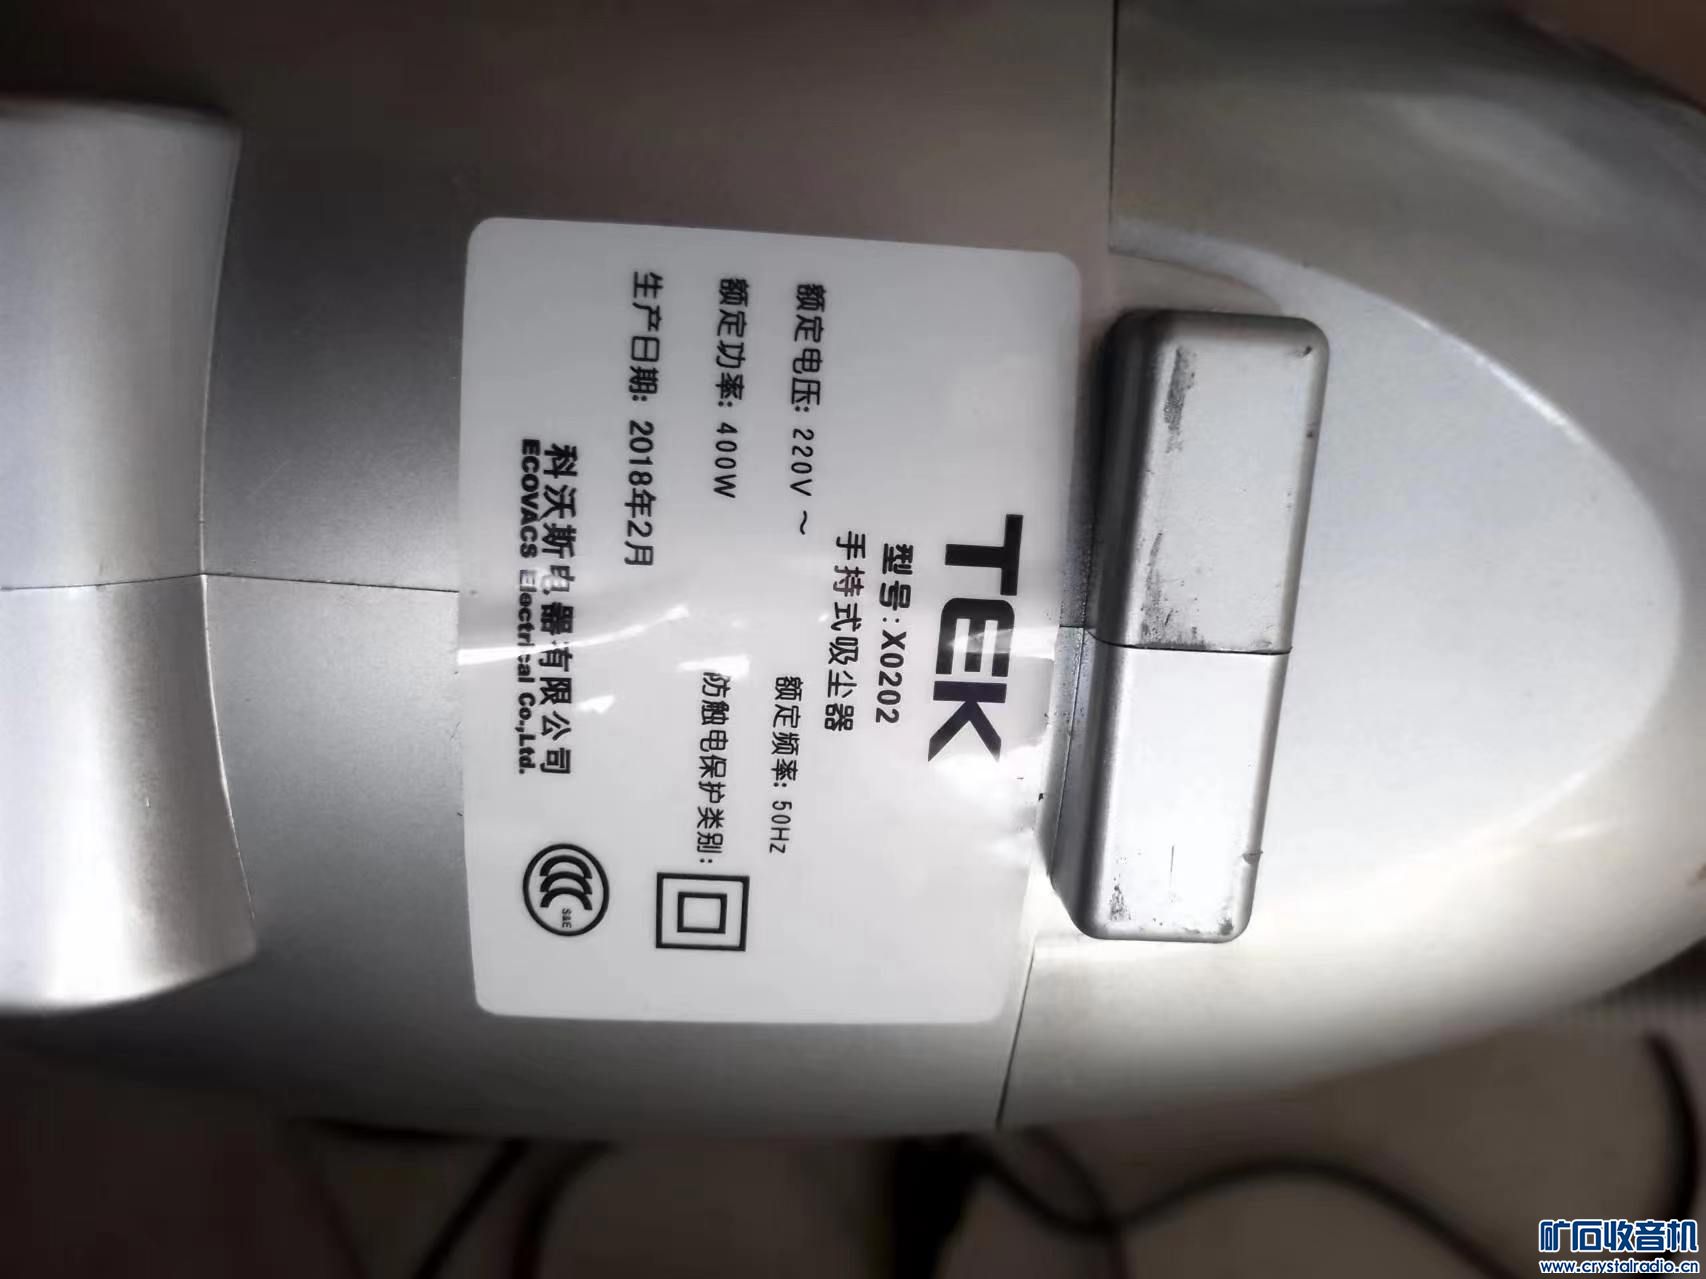 TEK
型号:X0202
手持式吸尘器
额定电压: 220V～ 额定频率: 50Hz
额定功率: 400W 防触电保护类别:
生产日期: 2018年2月
科沃斯电器有限公司
ECOVACS Electrical Co.,Ltd.
CCC S&E
矿石收音机
www.crystalradio.cn